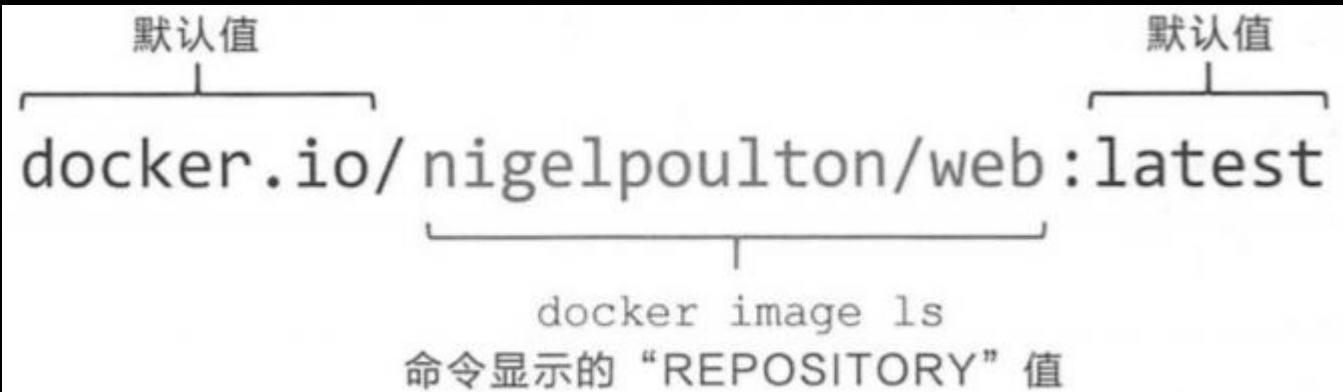 默认值 默认值
docker.io/nigelpoulton/web:latest
docker image ls
命令显示的“REPOSITORY”值